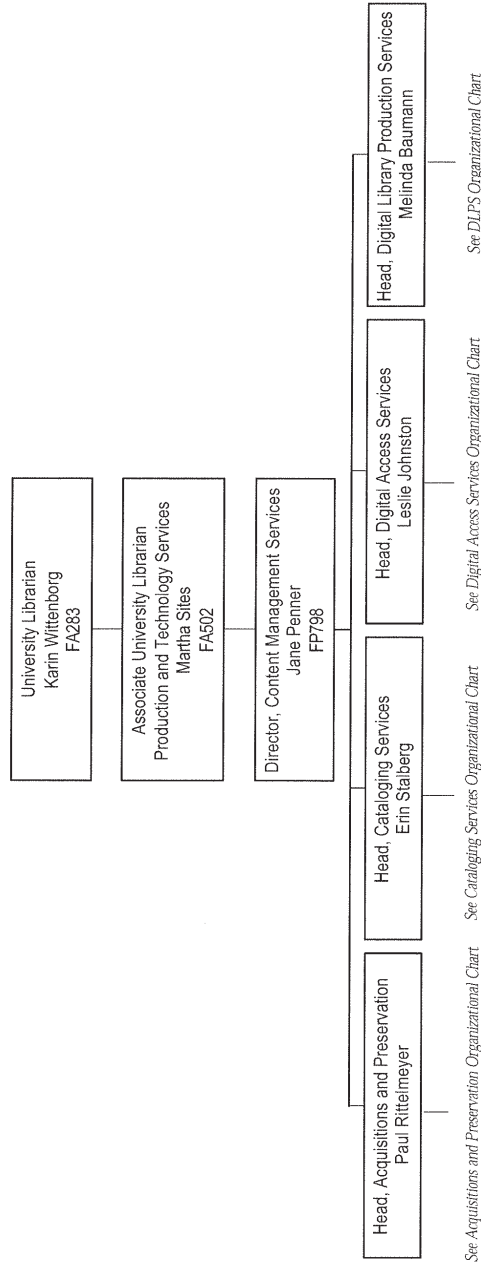 University Librarian
Karin Wittenborg
FA283
Associate University Librarian
Production and Technology Services
Martha Sites
FA502
Director, Content Management Services
Jane Penner
FP798
Head, Acquisitions and Preservation
Paul Rittelmeyer
Head, Cataloging Services
Erin Stalberg
Head, Digital Access Services
Leslie Johnston
Head, Digital Library Production Services
Melinda Baumann
See Acquisitions and Preservation Organizational Chart
See Cataloging Services Organizational Chart
See Digital Access Services Organizational Chart
See DLPS Organizational Chart